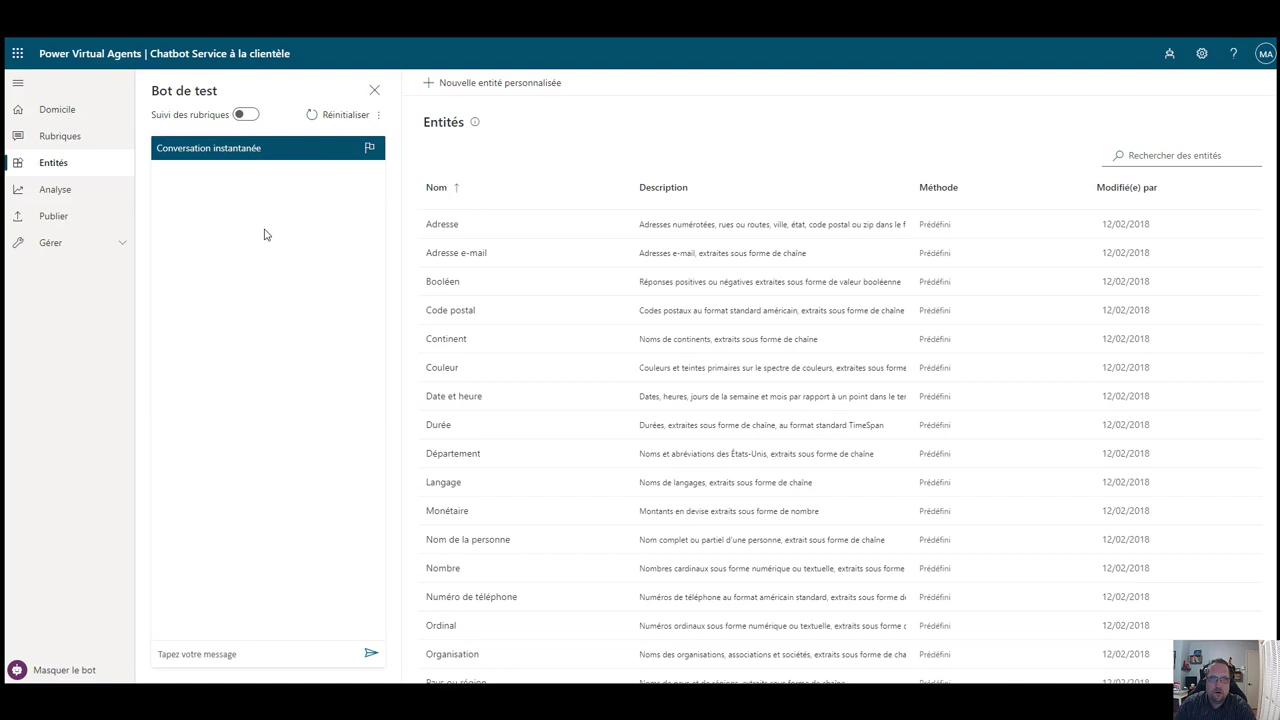 Power Virtual Agents | Chatbot Service à la clientèle
MA
Domicile
Rubriques
Entités
Analyse
Publier
Gérer
Masquer le bot
Bot de test
Suivi des rubriques
Réinitialiser
Conversation instantanée
Tapez votre message
Nouvelle entité personnalisée
Entités
Rechercher des entités
Nom Description Méthode Modifié(e) par
Adresse Adresses numérotées, rues ou routes, ville, état, code postal ou zip dans le f Prédéfini 12/02/2018
Adresse e-mail Adresses e-mail, extraites sous forme de chaîne Prédéfini 12/02/2018
Booléen Réponses positives ou négatives extraites sous forme de valeur booléenne Prédéfini 12/02/2018
Code postal Codes postaux au format standard américain, extraits sous forme de chaîne Prédéfini 12/02/2018
Continent Noms de continents, extraits sous forme de chaîne Prédéfini 12/02/2018
Couleur Couleurs et teintes primaires sur le spectre de couleurs, extraites sous forme Prédéfini 12/02/2018
Date et heure Dates, heures, jours de la semaine et mois par rapport à un point dans le ter Prédéfini 12/02/2018
Durée Durées, extraites sous forme de chaîne, au format standard TimeSpan Prédéfini 12/02/2018
Département Noms et abréviations des États-Unis, extraits sous forme de chaîne Prédéfini 12/02/2018
Langage Noms de langages, extraits sous forme de chaîne Prédéfini 12/02/2018
Monétaire Montants en devise extraits sous forme de nombre Prédéfini 12/02/2018
Nom de la personne Nom complet ou partiel d'une personne, extrait sous forme de chaîne Prédéfini 12/02/2018
Nombre Nombres cardinaux sous forme numérique ou textuelle, extraits sous forme Prédéfini 12/02/2018
Numéro de téléphone Numéros de téléphone au format américain standard, extraits sous forme de Prédéfini 12/02/2018
Ordinal Numéros ordinaux sous forme numérique ou textuelle, extraits sous forme d Prédéfini 12/02/2018
Organisation Noms des organisations, associations et sociétés, extraits sous forme de cha Prédéfini 12/02/2018
Pays ou région Noms de pays et de régions, extraits sous forme de chaîne Prédéfini 12/02/2018